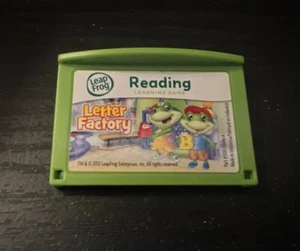 Leap
Frog
Reading
LEARNING GAME
Letter
Factory
B
TM & © 2012 LeapFrog Enterprises, Inc. All rights reserved.